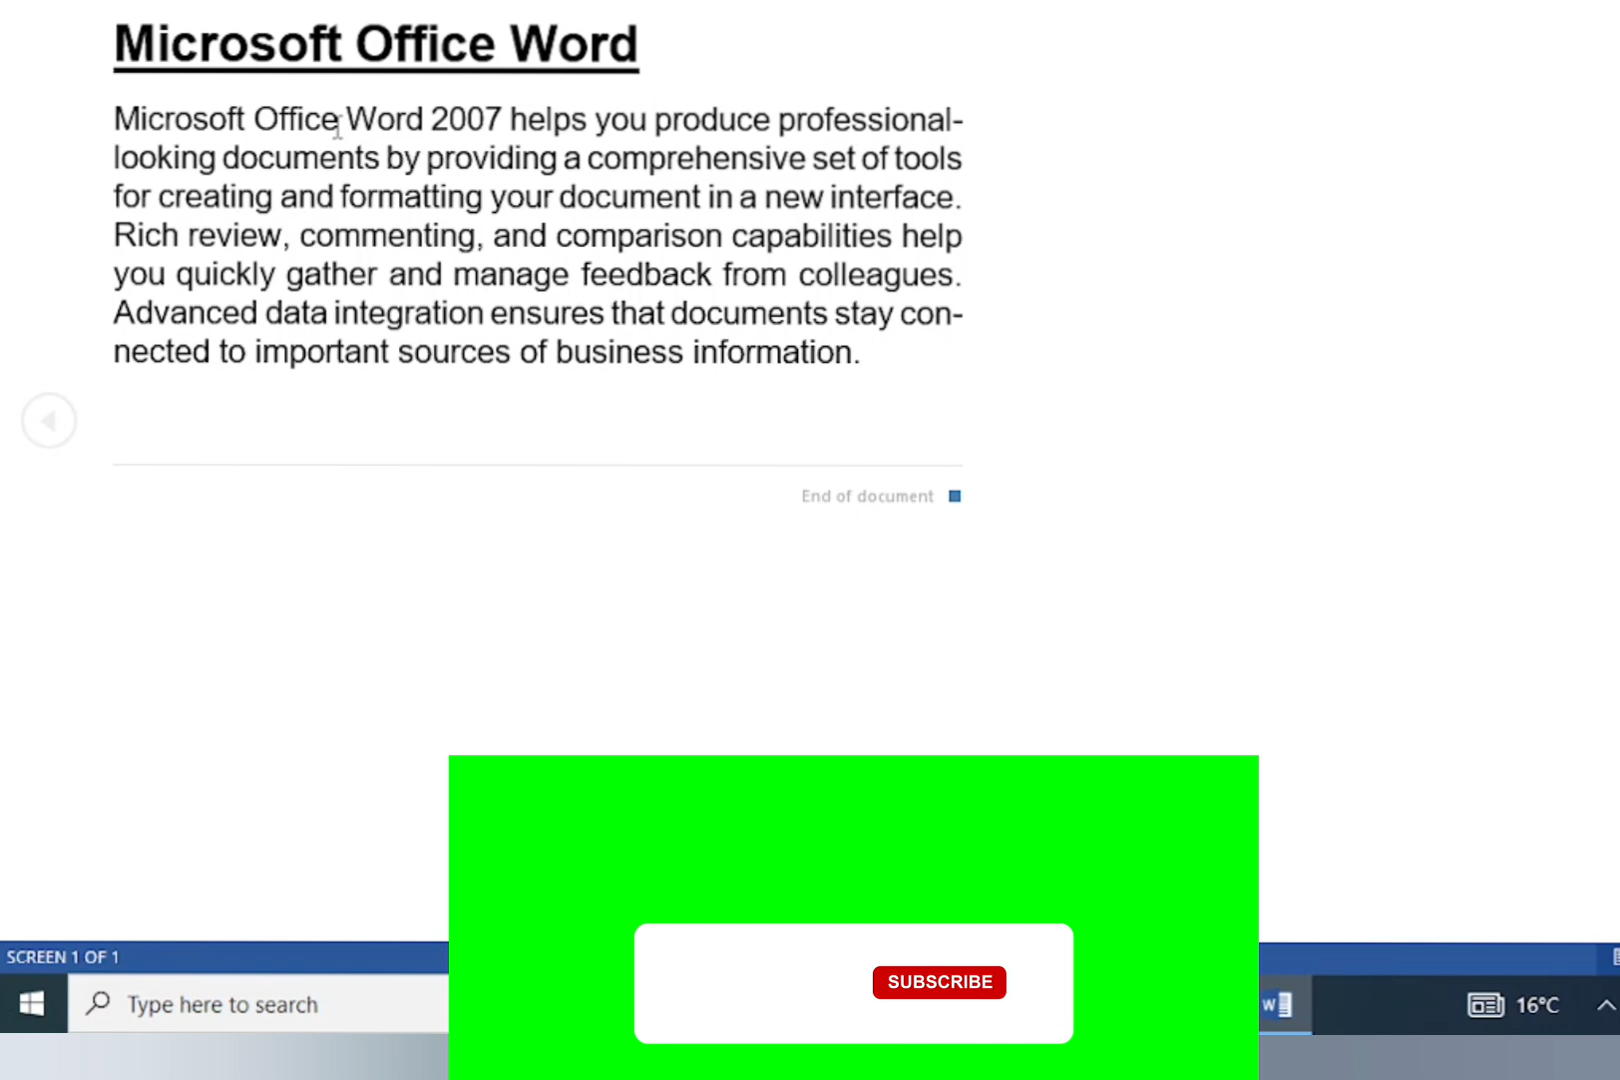 Microsoft Office Word
Microsoft Office Word 2007 helps you produce professional-
looking documents by providing a comprehensive set of tools
for creating and formatting your document in a new interface.
Rich review, commenting, and comparison capabilities help
you quickly gather and manage feedback from colleagues.
Advanced data integration ensures that documents stay con-
nected to important sources of business information.
End of document
SCREEN 1 OF 1
SUBSCRIBE
Type here to search
W
16°C